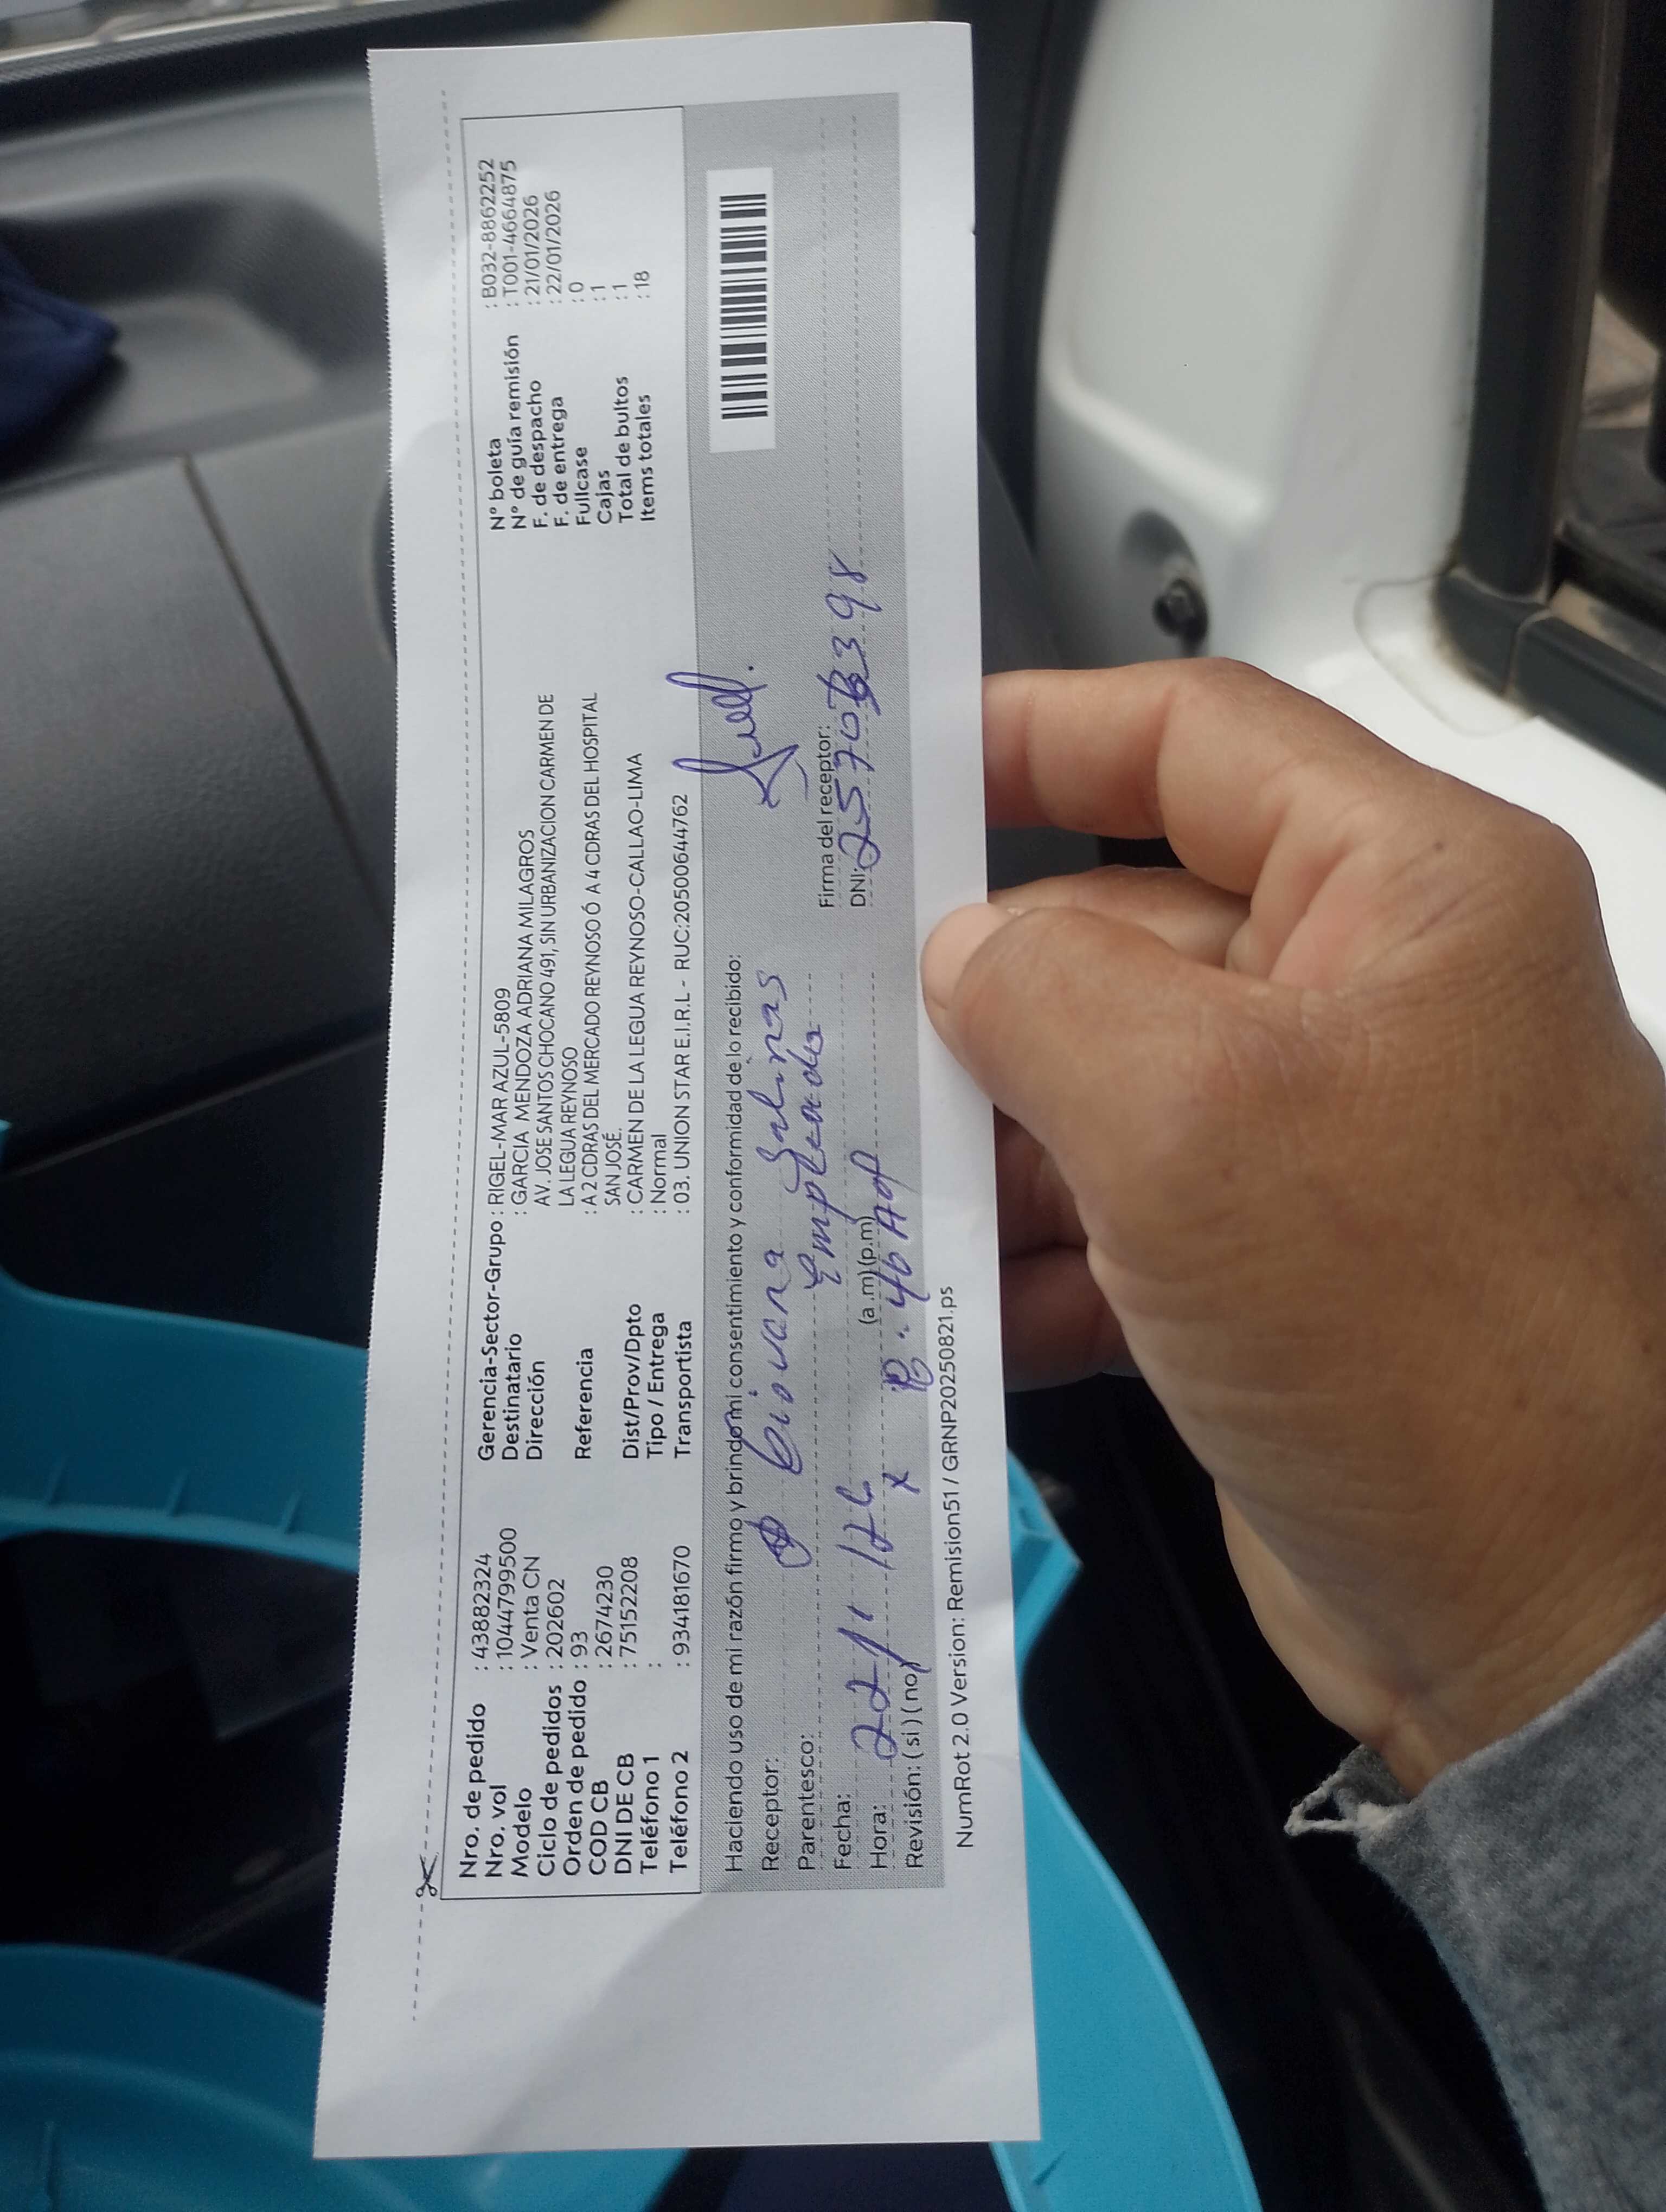 Nro. de pedido : 43882324
Nro. vol : 10447799500
Modelo : Venta CN
Ciclo de pedidos : 202602
Orden de pedido : 93
COD CB : 2674230
DNI DE CB : 75152208
Teléfono 1 :
Teléfono 2 : 934181670
Gerencia-Sector-Grupo : RIGEL-MAR AZUL-5809
Destinatario : GARCIA MENDOZA ADRIANA MILAGROS
Dirección AV. JOSE SANTOS CHOCANO 491, SIN URBANIZACION CARMEN DE
LA LEGUA REYNOSO
Referencia : A 2 CDRAS DEL MERCADO REYNOSO Ó A 4 CDRAS DEL HOSPITAL
SAN JOSÉ.
Dist/Prov/Dpto : CARMEN DE LA LEGUA REYNOSO-CALLAO-LIMA
Tipo / Entrega : Normal
Transportista : 03. UNION STAR E.I.R.L - RUC:20500644762
N° boleta : B032-8862252
N° de guía remisión : T001-4664875
F. de despacho : 21/01/2026
F. de entrega : 22/01/2026
Fullcase : 0
Cajas : 1
Total de bultos : 1
Items totales : 18
Haciendo uso de mi razón firmo y brindo mi consentimiento y conformidad de lo recibido:
Receptor: Giovana Salinas
Parentesco: Empleada
Fecha:
Hora: (a .m) (p.m)
Revisión: ( si ) ( no )
Firma del receptor:
DNI:
NumRot 2.0 Version: Remision51 / GRNP20250821.ps